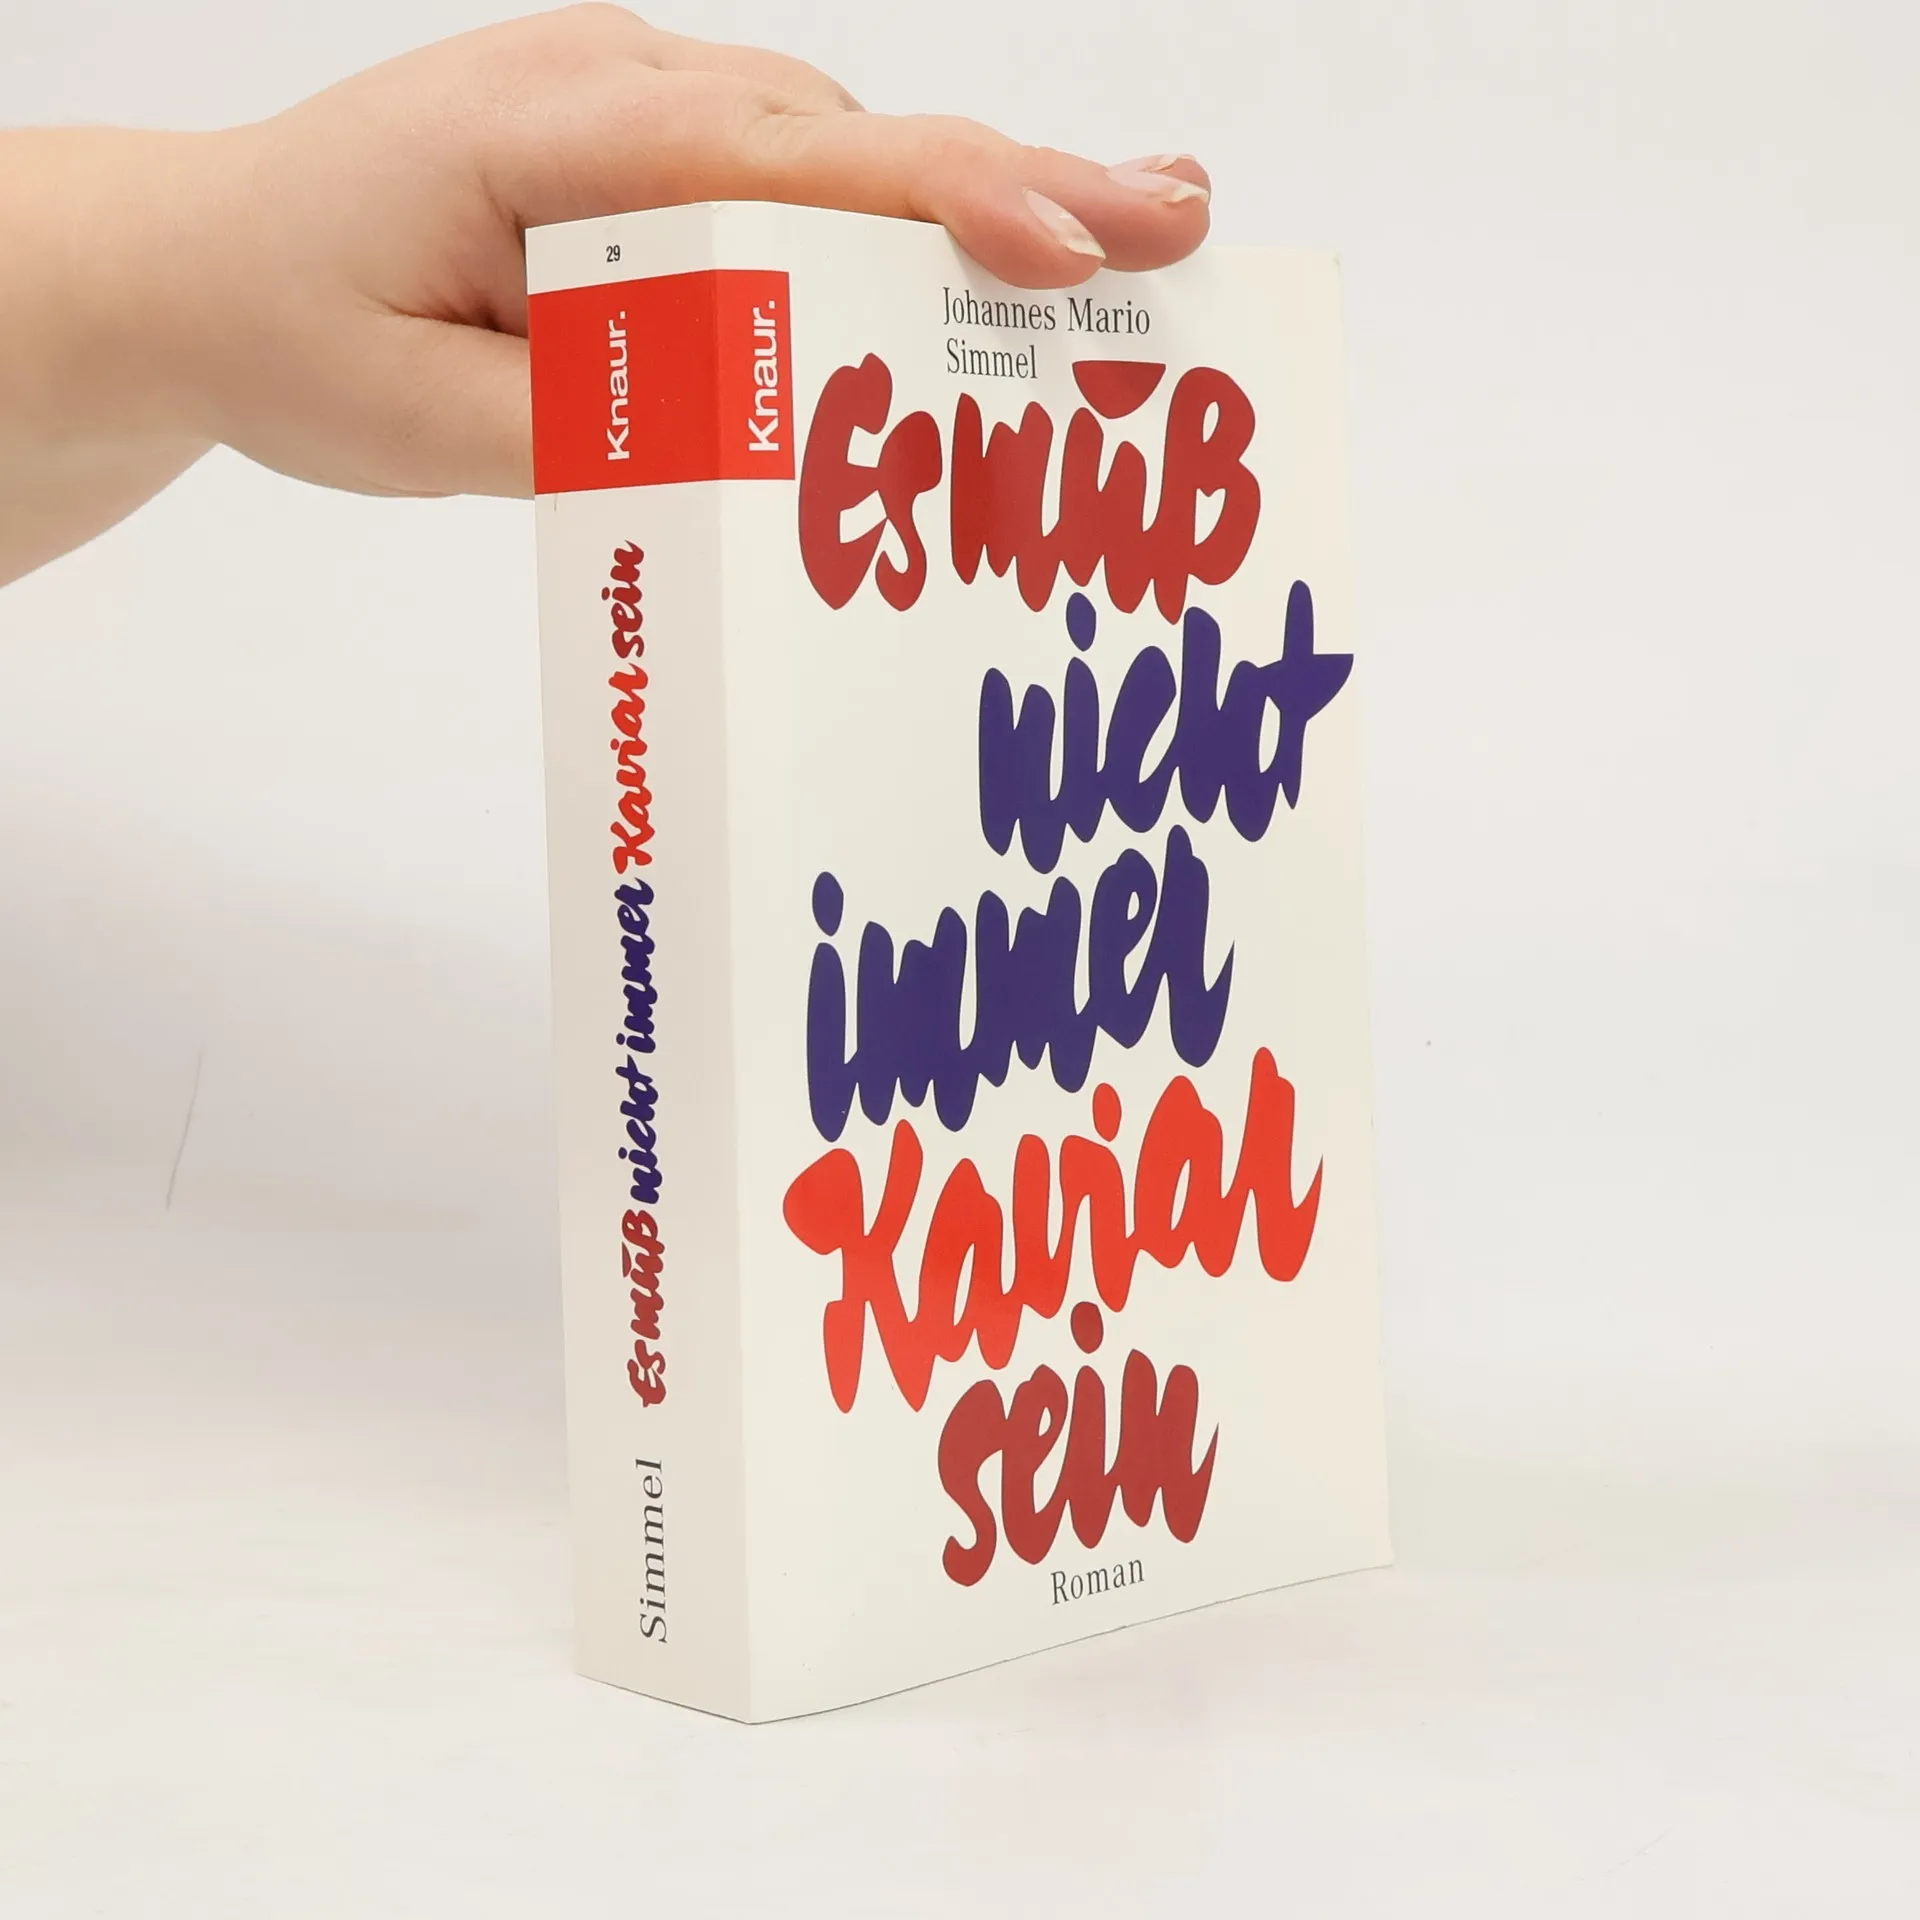 29
Knaur.
Simmel Es muß nicht immer Kaviar sein
Knaur.
Johannes Mario
Simmel
Es muß
nicht
immer
Kaviar
sein
Roman